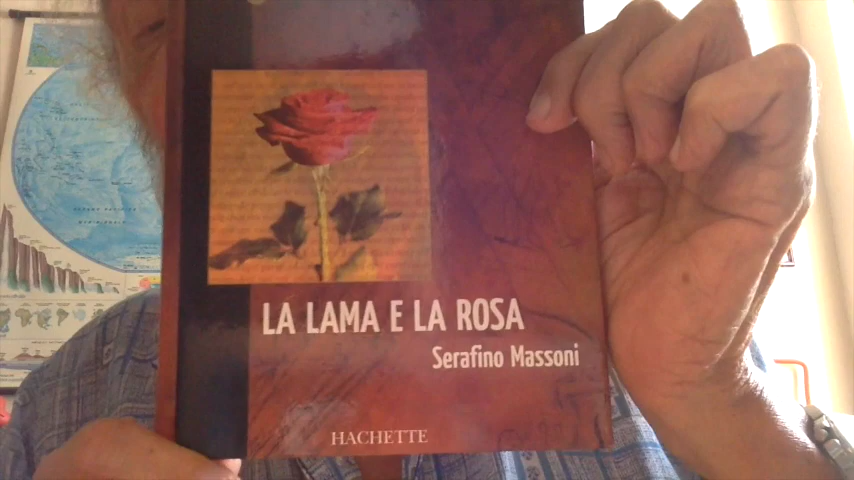 LA LAMA E LA ROSA
Serafino Massoni
HACHETTE